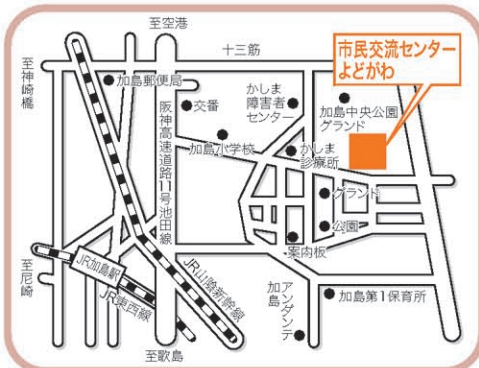 至空港
十三筋
市民交流センター
よどがわ
至神崎橋
加島郵便局
交番
かしま
障害者
センター
加島中央公園
グランド
阪神高速道路11号池田線
加島小学校
かしま
診療所
グランド
公園
案内板
JR加島駅
JR東西線
JR山陰新幹線
至尼崎
アンダンテ
加島
加島第1保育所
至歌島